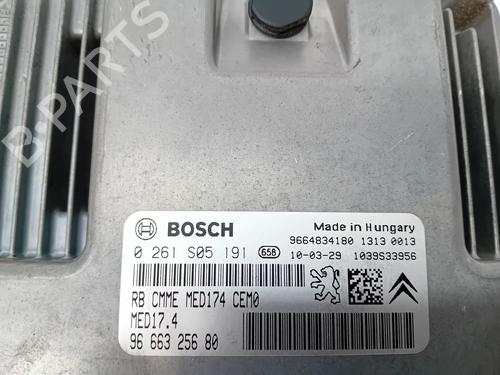 B-PARTS
BOSCH
Made in Hungary
9664834180 1313 0013
0 261 S05 191 658 10-03-29 1039S33956
RB CMME MED174 CEM0
MED17.4
96 663 256 80